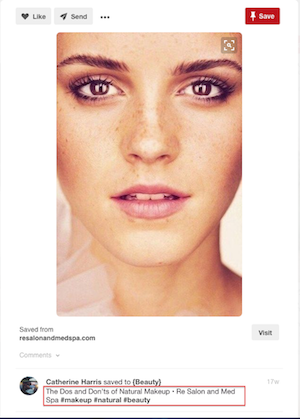 Like Send ••• Save
Saved from
resalonandmedspa.com
Visit
Comments
Catherine Harris saved to {Beauty}
17w
The Dos and Don'ts of Natural Makeup • Re Salon and Med
Spa #makeup #natural #beauty